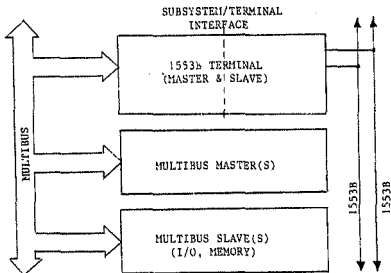 SUBSYSTEM/TERMINAL
INTERFACE
1553B TERMINAL
(MASTER & SLAVE)
MULTIBUS
MULTIBUS MASTER(S)
MULTIBUS SLAVE(S)
(I/O, MEMORY)
1553B
1553B